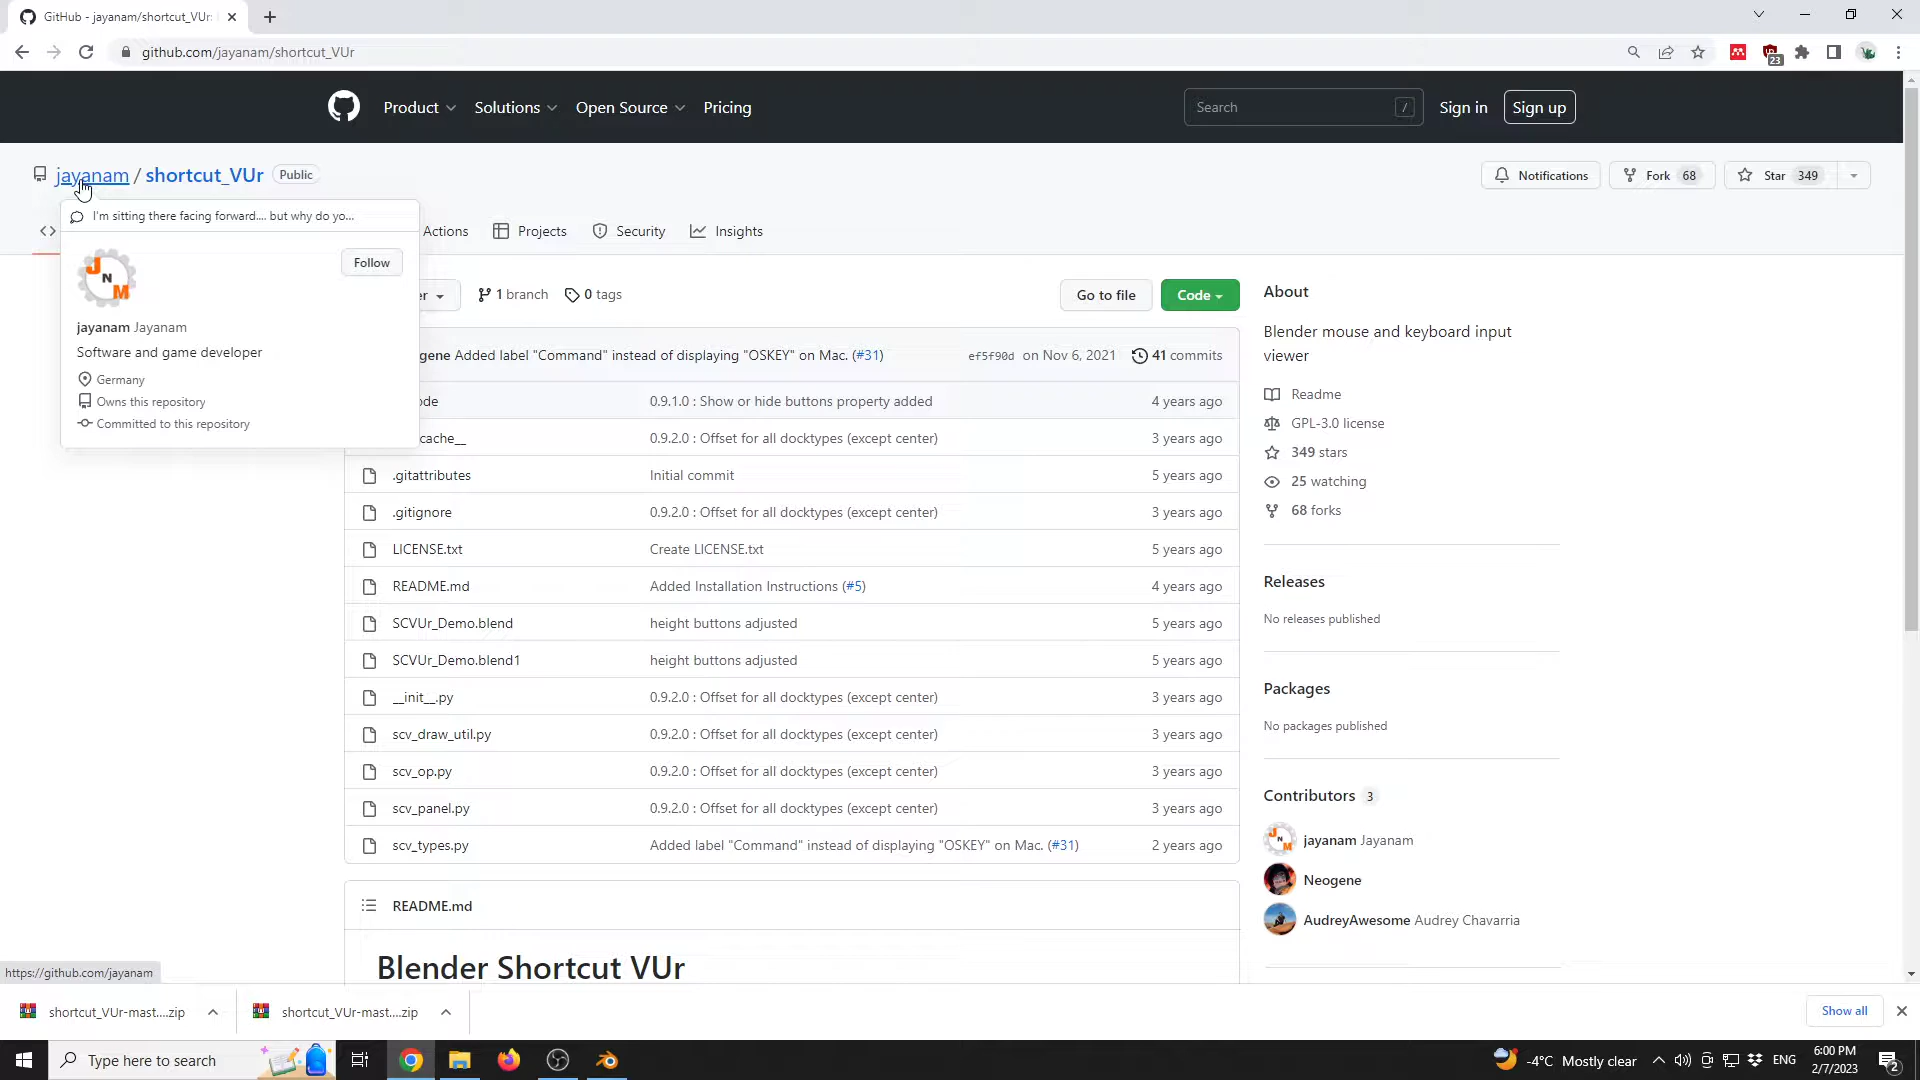 GitHub - jayanam/shortcut_VUr:
github.com/jayanam/shortcut_VUr
23
Product
Solutions
Open Source
Pricing
Search
/
Sign in
Sign up
jayanam / shortcut_VUr
Public
Notifications
Fork 68
Star 349
I'm sitting there facing forward.... but why do yo...
Actions
Projects
Security
Insights
JNM
Follow
jayanam Jayanam
Software and game developer
Germany
Owns this repository
Committed to this repository
er
1 branch
0 tags
Go to file
Code
gene Added label "Command" instead of displaying "OSKEY" on Mac. (#31)
ef5f90d on Nov 6, 2021
41 commits
ode
0.9.1.0 : Show or hide buttons property added
4 years ago
cache__
0.9.2.0 : Offset for all docktypes (except center)
3 years ago
.gitattributes
Initial commit
5 years ago
.gitignore
0.9.2.0 : Offset for all docktypes (except center)
3 years ago
LICENSE.txt
Create LICENSE.txt
5 years ago
README.md
Added Installation Instructions (#5)
4 years ago
SCVUr_Demo.blend
height buttons adjusted
5 years ago
SCVUr_Demo.blend1
height buttons adjusted
5 years ago
__init__.py
0.9.2.0 : Offset for all docktypes (except center)
3 years ago
scv_draw_util.py
0.9.2.0 : Offset for all docktypes (except center)
3 years ago
scv_op.py
0.9.2.0 : Offset for all docktypes (except center)
3 years ago
scv_panel.py
0.9.2.0 : Offset for all docktypes (except center)
3 years ago
scv_types.py
Added label "Command" instead of displaying "OSKEY" on Mac. (#31)
2 years ago
README.md
Blender Shortcut VUr
About
Blender mouse and keyboard input
viewer
Readme
GPL-3.0 license
349 stars
25 watching
68 forks
Releases
No releases published
Packages
No packages published
Contributors 3
JNM
jayanam Jayanam
Neogene
AudreyAwesome Audrey Chavarria
https://github.com/jayanam
shortcut_VUr-mast....zip
shortcut_VUr-mast....zip
Show all
Type here to search
-4°C Mostly clear
ENG
6:00 PM
2/7/2023
2